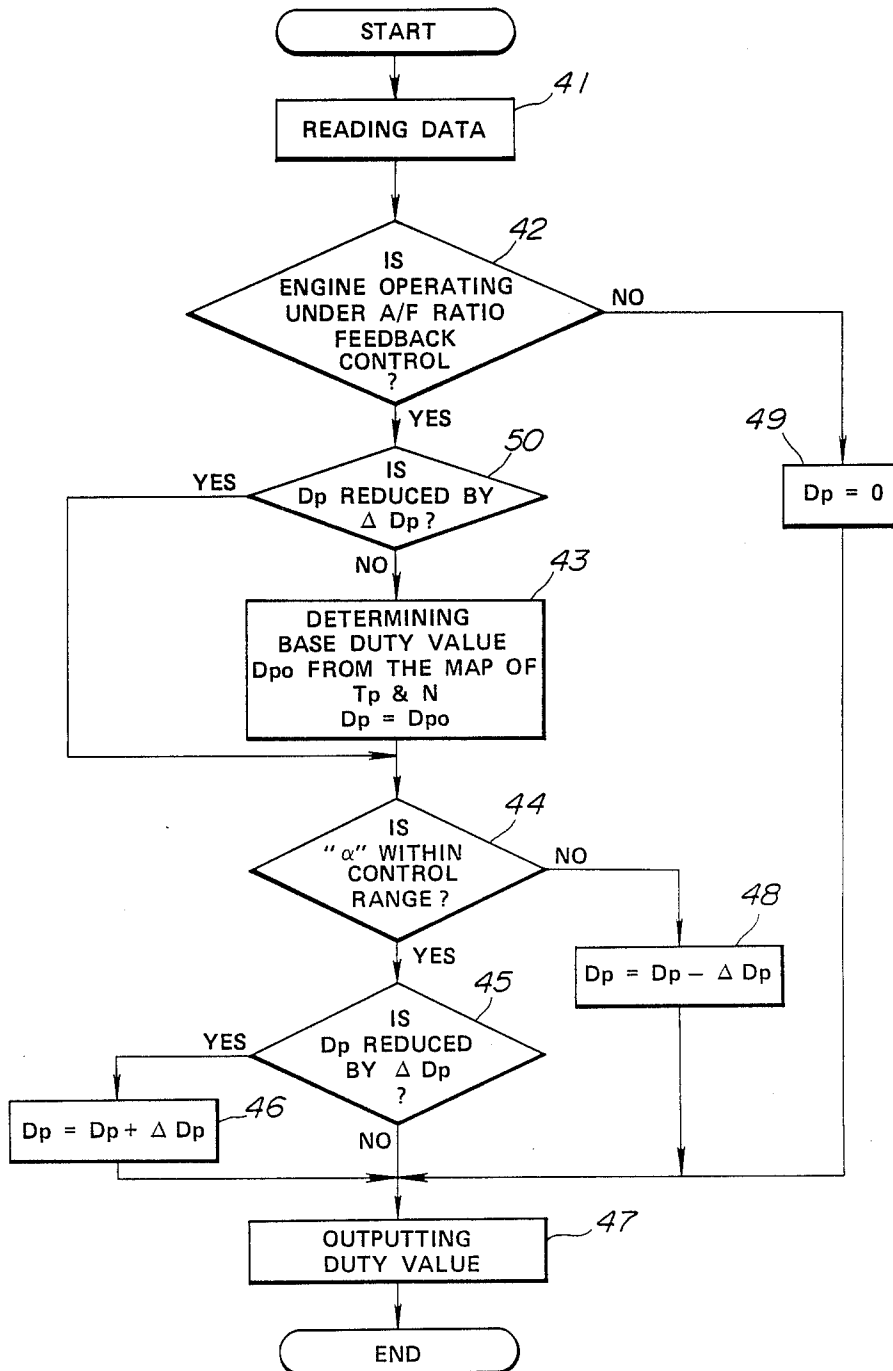 START
41
READING DATA
42
IS
ENGINE OPERATING
UNDER A/F RATIO
FEEDBACK
CONTROL
?
NO
YES
49
Dp = 0
50
IS
Dp REDUCED BY
Δ Dp ?
YES
NO
43
DETERMINING
BASE DUTY VALUE
Dpo FROM THE MAP OF
Tp & N
Dp = Dpo
44
IS
"α" WITHIN
CONTROL
RANGE ?
NO
YES
48
Dp = Dp − Δ Dp
45
IS
Dp REDUCED
BY Δ Dp
?
YES
NO
46
Dp = Dp + Δ Dp
47
OUTPUTTING
DUTY VALUE
END